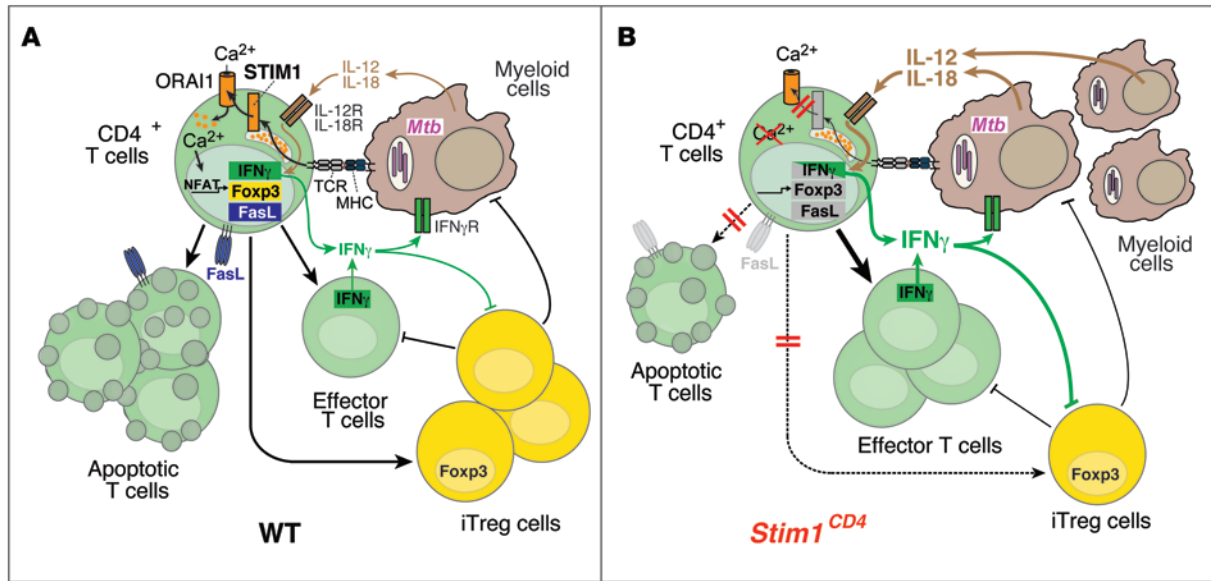 A
Ca2+
ORAI1
STIM1
IL-12
IL-18
Myeloid
cells
IL-12R
IL-18R
CD4 +
T cells
Ca2+
Mtb
NFAT
IFNγ
Foxp3
FasL
TCR
MHC
IFNγR
FasL
IFNγ
IFNγ
Effector
T cells
Apoptotic
T cells
Foxp3
iTreg cells
WT
B
Ca2+
IL-12
IL-18
CD4+
T cells
Ca2+
Mtb
IFNγ
Foxp3
FasL
FasL
IFNγ
Myeloid
cells
IFNγ
Apoptotic
T cells
Effector T cells
Foxp3
iTreg cells
Stim1CD4